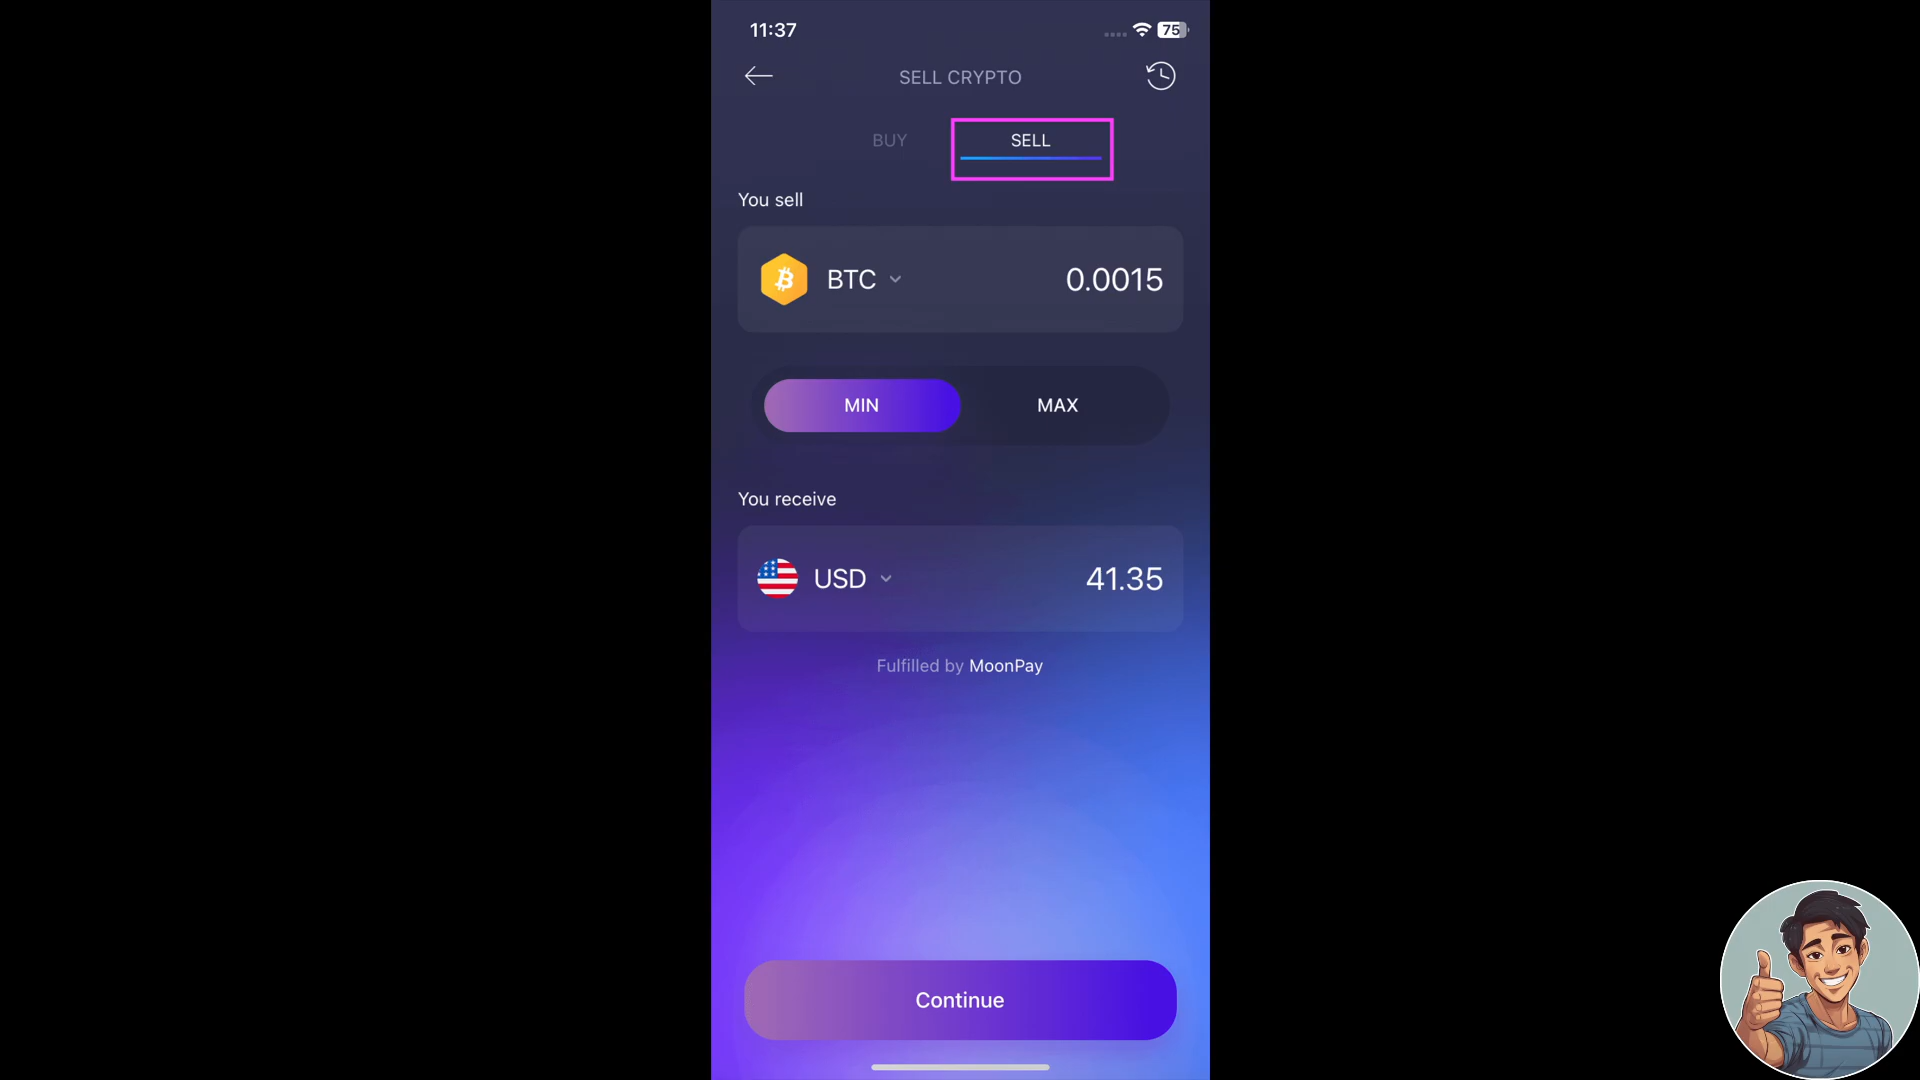 11:37
75
SELL CRYPTO
BUY
SELL
You sell
BTC
0.0015
MIN
MAX
You receive
USD
41.35
Fulfilled by MoonPay
Continue